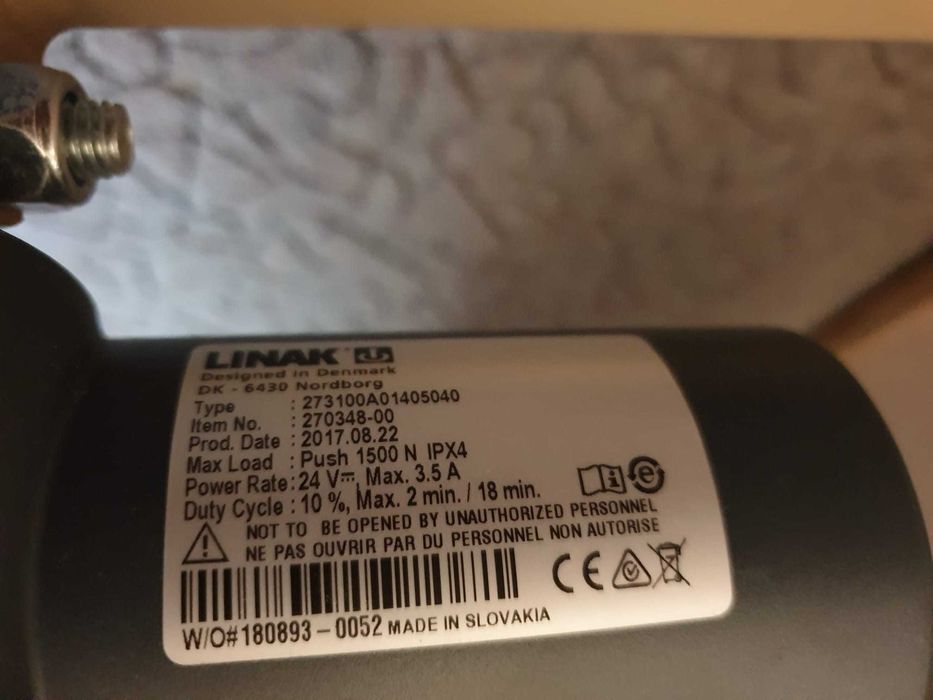 LINAK
Designed in Denmark
DK - 6430 Nordborg
Type : 273100A01405040
Item No. : 270348-00
Prod. Date : 2017.08.22
Max Load : Push 1500 N IPX4
Power Rate : 24 V⎓, Max. 3.5 A
Duty Cycle : 10 %, Max. 2 min. / 18 min.
NOT TO BE OPENED BY UNAUTHORIZED PERSONNEL
NE PAS OUVRIR PAR DU PERSONNEL NON AUTORISE
CE
W/O#180893-0052 MADE IN SLOVAKIA